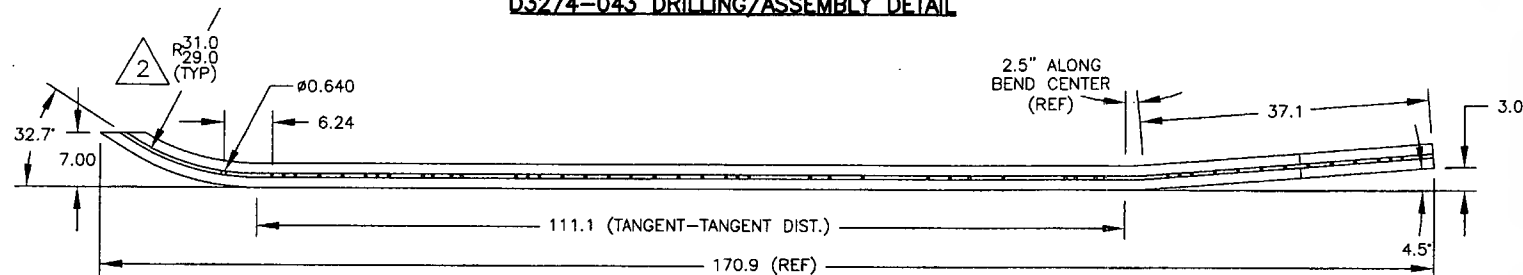 D3274-043 DRILLING/ASSEMBLY DETAIL
2
R31.0
29.0
(TYP)
Ø0.640
6.24
32.7°
7.00
2.5" ALONG
BEND CENTER
(REF)
37.1
3.0
111.1 (TANGENT-TANGENT DIST.)
4.5°
170.9 (REF)